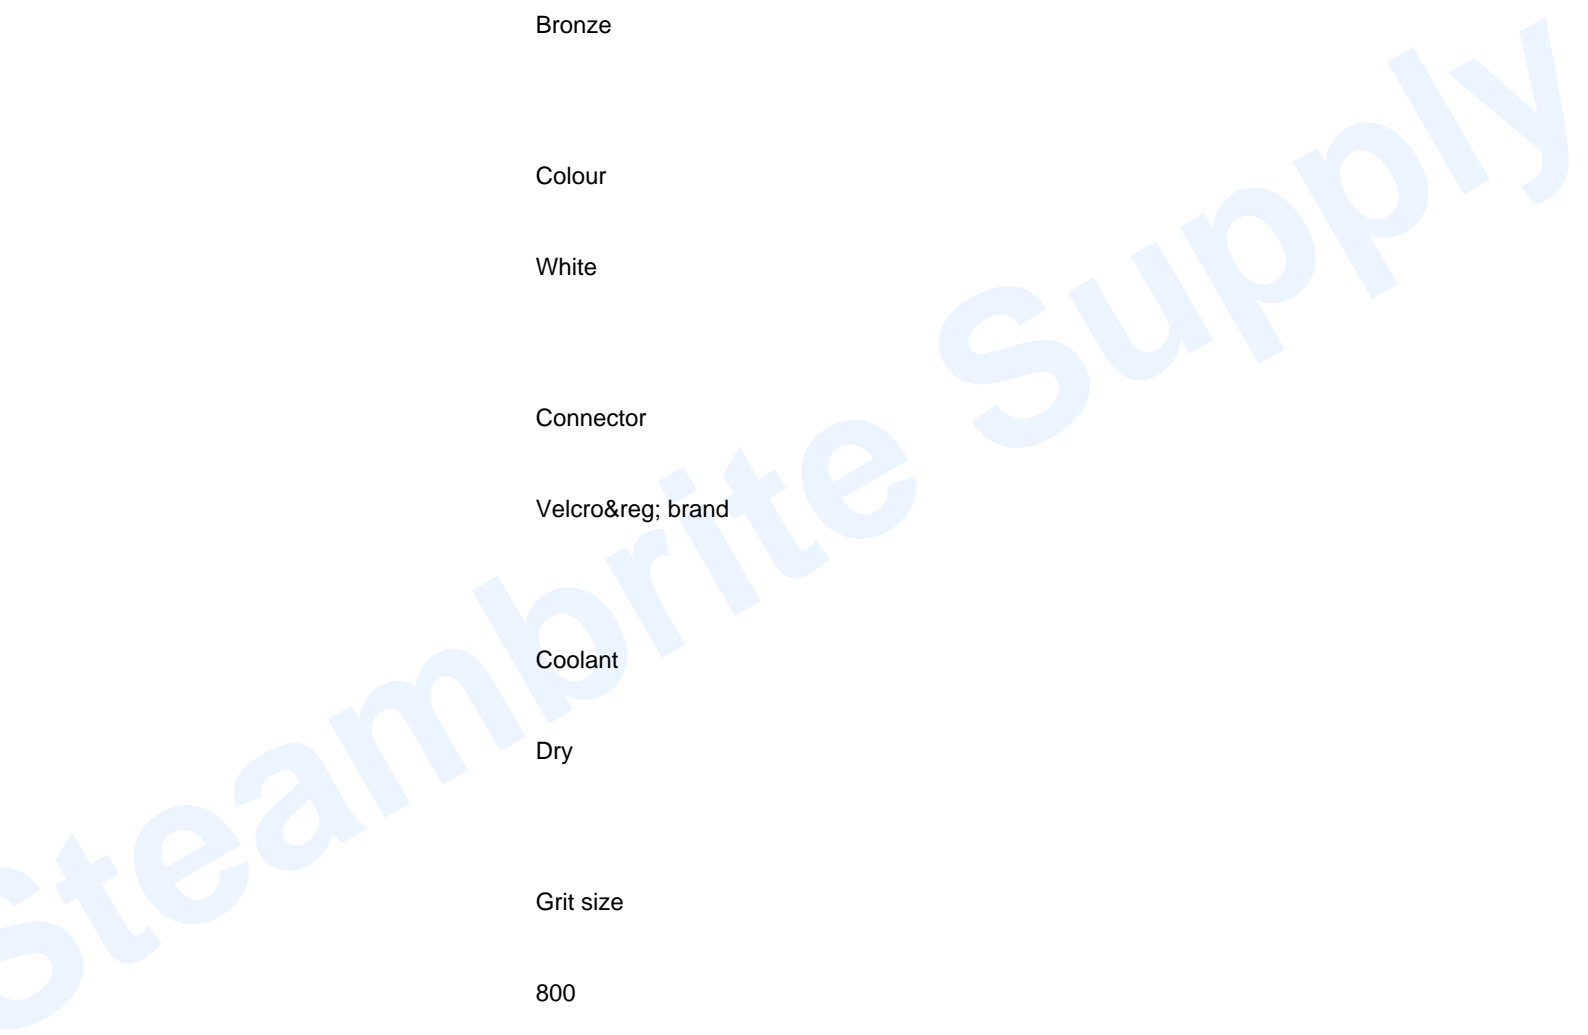 Bronze
Colour
White
Connector
Velcro&reg; brand
Coolant
Dry
Grit size
800
Steambrite Supply